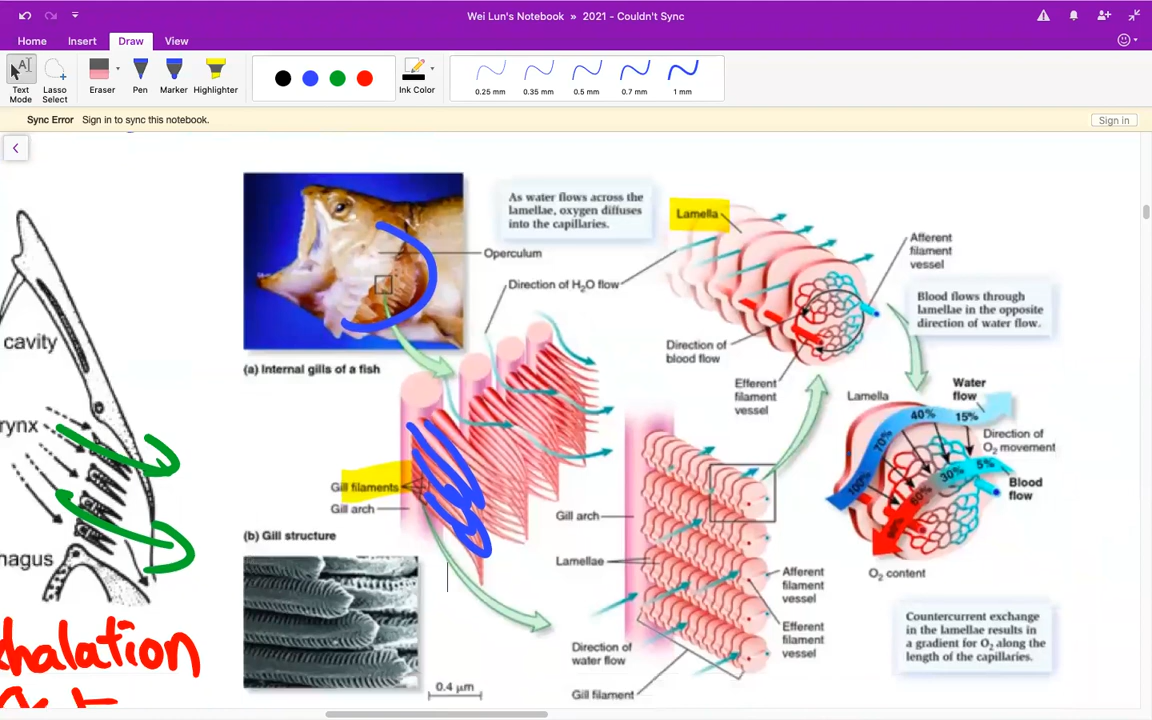 Wei Lun's Notebook » 2021 - Couldn't Sync
Home Insert Draw View
Text Mode
Lasso Select
Eraser
Pen
Marker
Highlighter
Ink Color
0.25 mm
0.35 mm
0.5 mm
0.7 mm
1 mm
Sync Error Sign in to sync this notebook.
Sign in
cavity
rynx
hagus
halation
As water flows across the
lamellae, oxygen diffuses
into the capillaries.
Operculum
Direction of H₂O flow
(a) Internal gills of a fish
Gill filaments
Gill arch
(b) Gill structure
0.4 μm
Lamella
Afferent
filament
vessel
Blood flows through
lamellae in the opposite
direction of water flow.
Direction of
blood flow
Efferent
filament
vessel
Gill arch
Lamellae
Direction of
water flow
Gill filament
Afferent
filament
vessel
Efferent
filament
vessel
Lamella
Water
flow
100%
70%
40%
15%
Direction of
O₂ movement
5%
30%
60%
Blood
flow
O₂ content
Countercurrent exchange
in the lamellae results in
a gradient for O₂ along the
length of the capillaries.